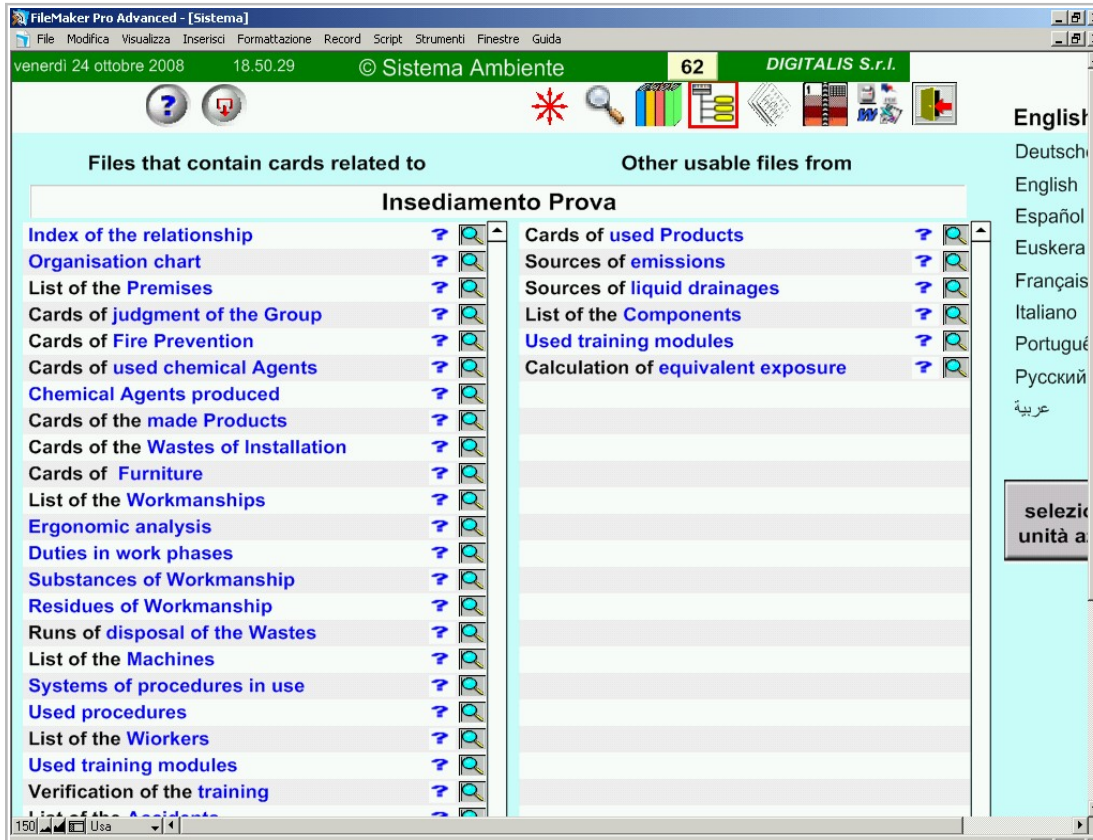 FileMaker Pro Advanced - [Sistema]
File Modifica Visualizza Inserisci Formattazione Record Script Strumenti Finestre Guida
venerdì 24 ottobre 2008 18.50.29 © Sistema Ambiente 62 DIGITALIS S.r.l.
English
Deutsch
English
Español
Euskera
Français
Italiano
Portugué
Русский
عربية
selezio
unità a
Files that contain cards related to
Other usable files from
Insediamento Prova
Index of the relationship ?
Organisation chart ?
List of the Premises ?
Cards of judgment of the Group ?
Cards of Fire Prevention ?
Cards of used chemical Agents ?
Chemical Agents produced ?
Cards of the made Products ?
Cards of the Wastes of Installation ?
Cards of Furniture ?
List of the Workmanships ?
Ergonomic analysis ?
Duties in work phases ?
Substances of Workmanship ?
Residues of Workmanship ?
Runs of disposal of the Wastes ?
List of the Machines ?
Systems of procedures in use ?
Used procedures ?
List of the Wiorkers ?
Used training modules ?
Verification of the training ?
List of the Accidents
Cards of used Products ?
Sources of emissions ?
Sources of liquid drainages ?
List of the Components ?
Used training modules ?
Calculation of equivalent exposure ?
150 Usa